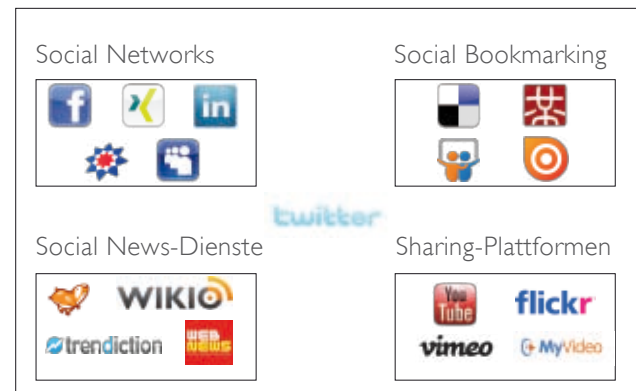 Social Networks
f
in
Social Bookmarking
twitter
Social News-Dienste
WIKIO
trendiction
WEB NEWS
Sharing-Plattformen
You Tube
flickr
vimeo
MyVideo